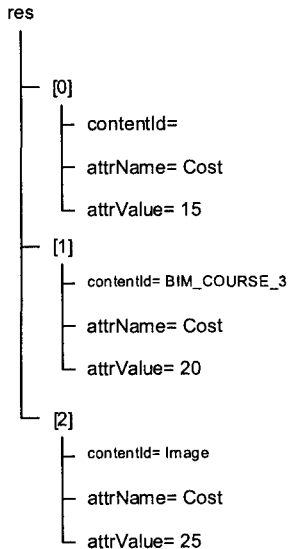 res
[0]
contentId=
attrName= Cost
attrValue= 15
[1]
contentId= BIM_COURSE_3
attrName= Cost
attrValue= 20
[2]
contentId= Image
attrName= Cost
attrValue= 25